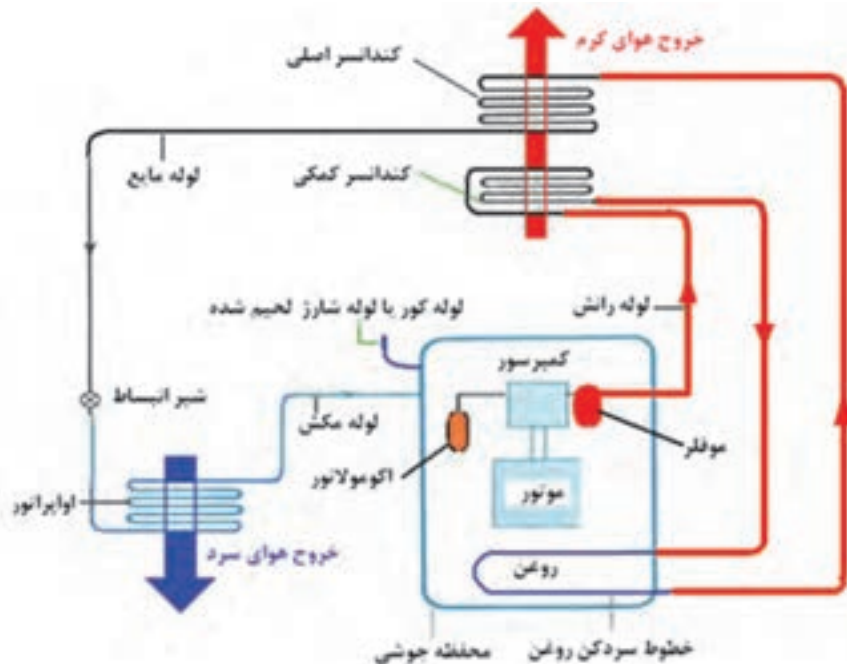 خروج هوای گرم
کندانسر اصلی
لوله مایع
کندانسر کمکی
لوله کور یا لوله شارژ لحیم شده
لوله رانش
کمپرسور
شیر انبساط
لوله مکش
موفلر
اکومولاتور
موتور
اواپراتور
خروج هوای سرد
روغن
محفظه جوشی
خطوط سردکن روغن